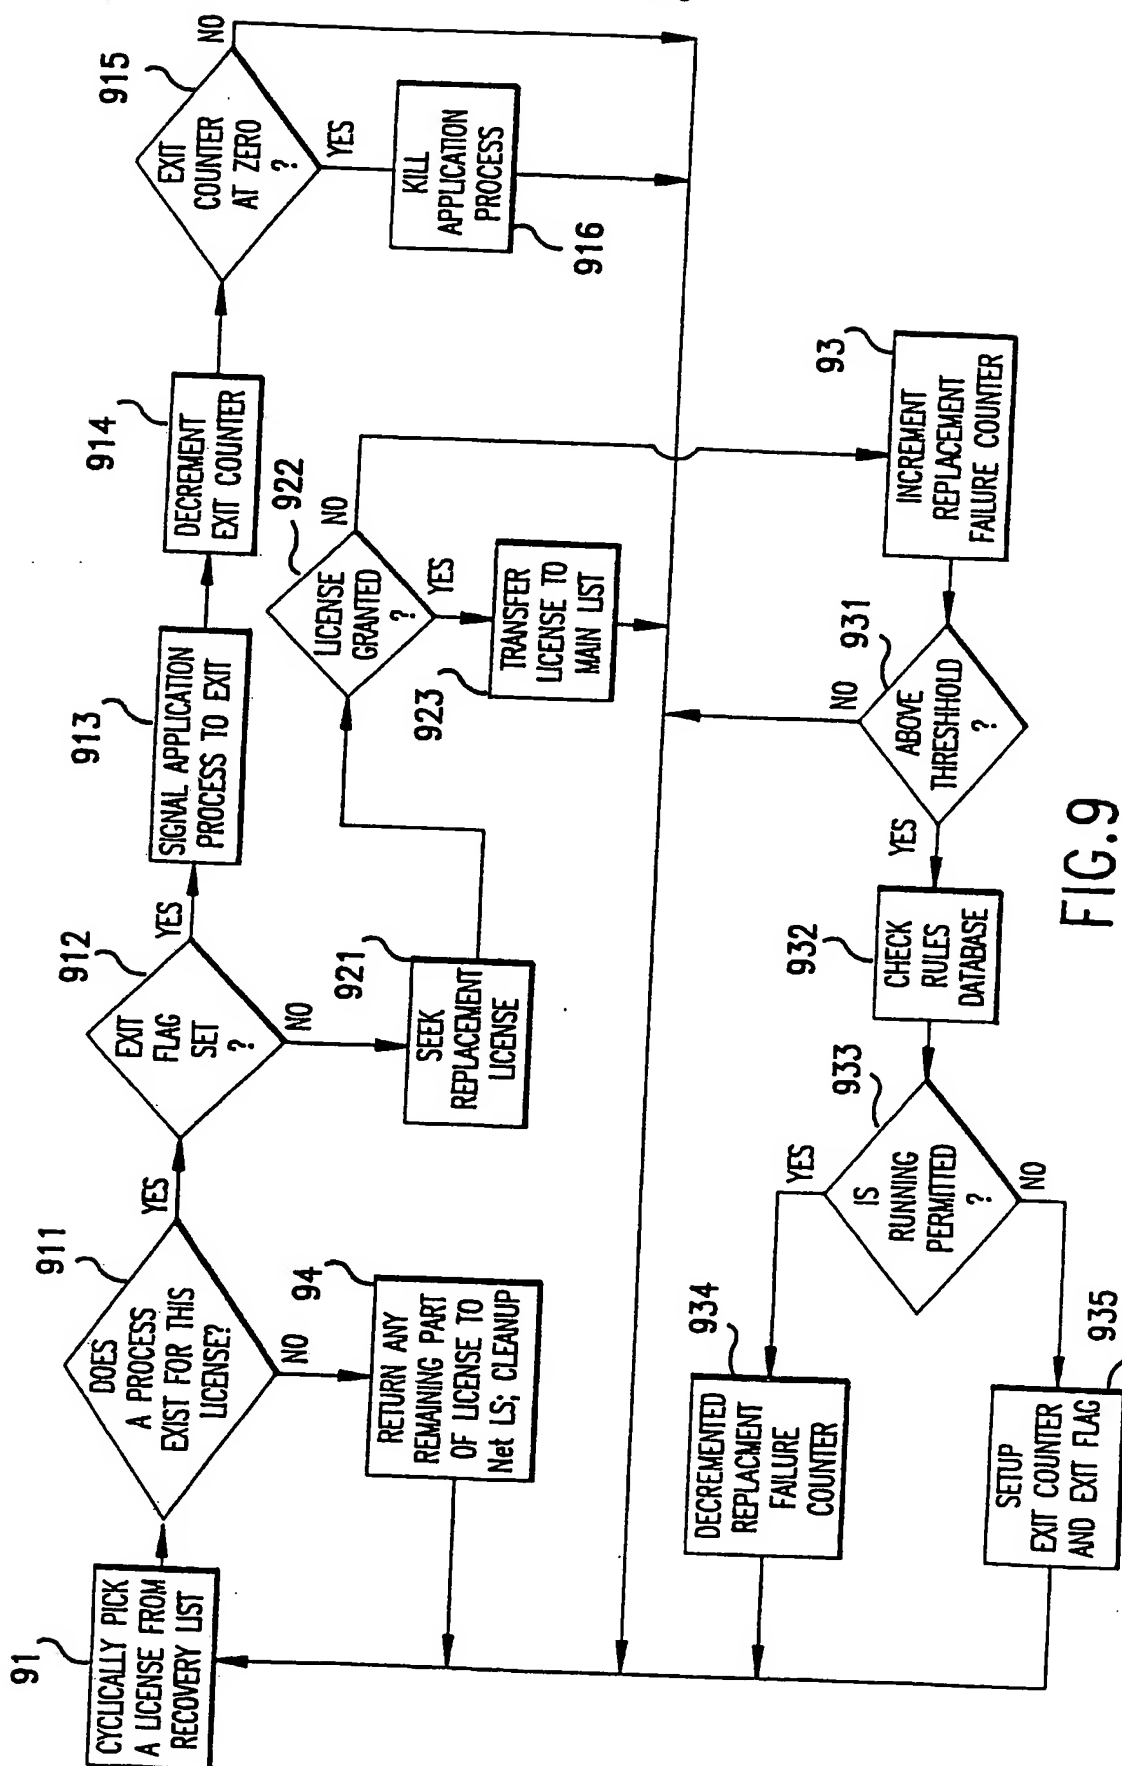 91
CYCLICALLY PICK
A LICENSE FROM
RECOVERY LIST
911
DOES
A PROCESS
EXIST FOR THIS
LICENSE?
YES
NO
94
RETURN ANY
REMAINING PART
OF LICENSE TO
Net LS; CLEANUP
912
EXIT
FLAG
SET
?
YES
NO
913
SIGNAL APPLICATION
PROCESS TO EXIT
914
DECREMENT
EXIT COUNTER
915
EXIT
COUNTER
AT ZERO
?
NO
YES
KILL
APPLICATION
PROCESS
916
921
SEEK
REPLACEMENT
LICENSE
922
LICENSE
GRANTED
?
NO
YES
923
TRANSFER
LICENSE TO
MAIN LIST
93
INCREMENT
REPLACEMENT
FAILURE COUNTER
931
ABOVE
THRESHHOLD
?
NO
YES
932
CHECK
RULES
DATABASE
933
IS
RUNNING
PERMITTED
?
YES
NO
934
DECREMENTED
REPLACMENT
FAILURE
COUNTER
SETUP
EXIT COUNTER
AND EXIT FLAG
935
FIG.9